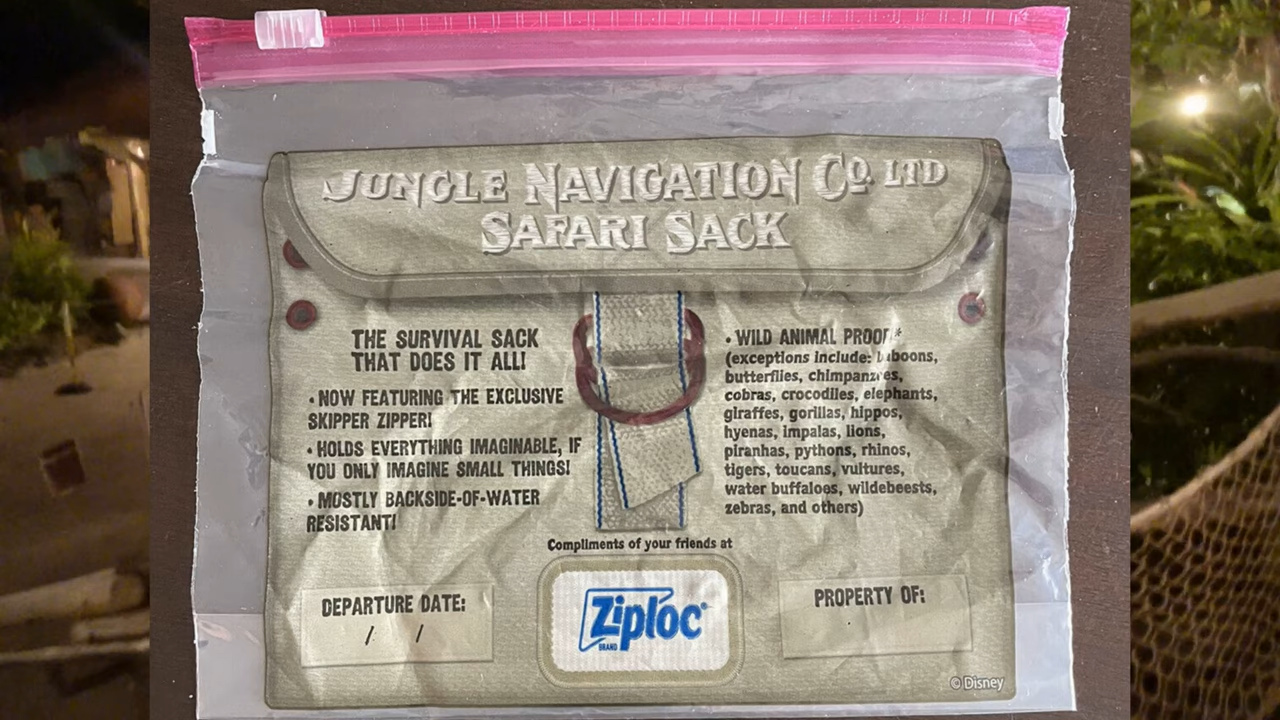 JUNGLE NAVIGATION CO LTD
SAFARI SACK
THE SURVIVAL SACK
THAT DOES IT ALL!
• NOW FEATURING THE EXCLUSIVE
SKIPPER ZIPPER!
• HOLDS EVERYTHING IMAGINABLE, IF
YOU ONLY IMAGINE SMALL THINGS!
• MOSTLY BACKSIDE-OF-WATER
RESISTANT!
• WILD ANIMAL PROOF*
(exceptions include: baboons,
butterflies, chimpanzees,
cobras, crocodiles, elephants,
giraffes, gorillas, hippos,
hyenas, impalas, lions,
piranhas, pythons, rhinos,
tigers, toucans, vultures,
water buffaloes, wildebeests,
zebras, and others)
Compliments of your friends at
Ziploc®
BRAND
DEPARTURE DATE:
/ /
PROPERTY OF:
© Disney